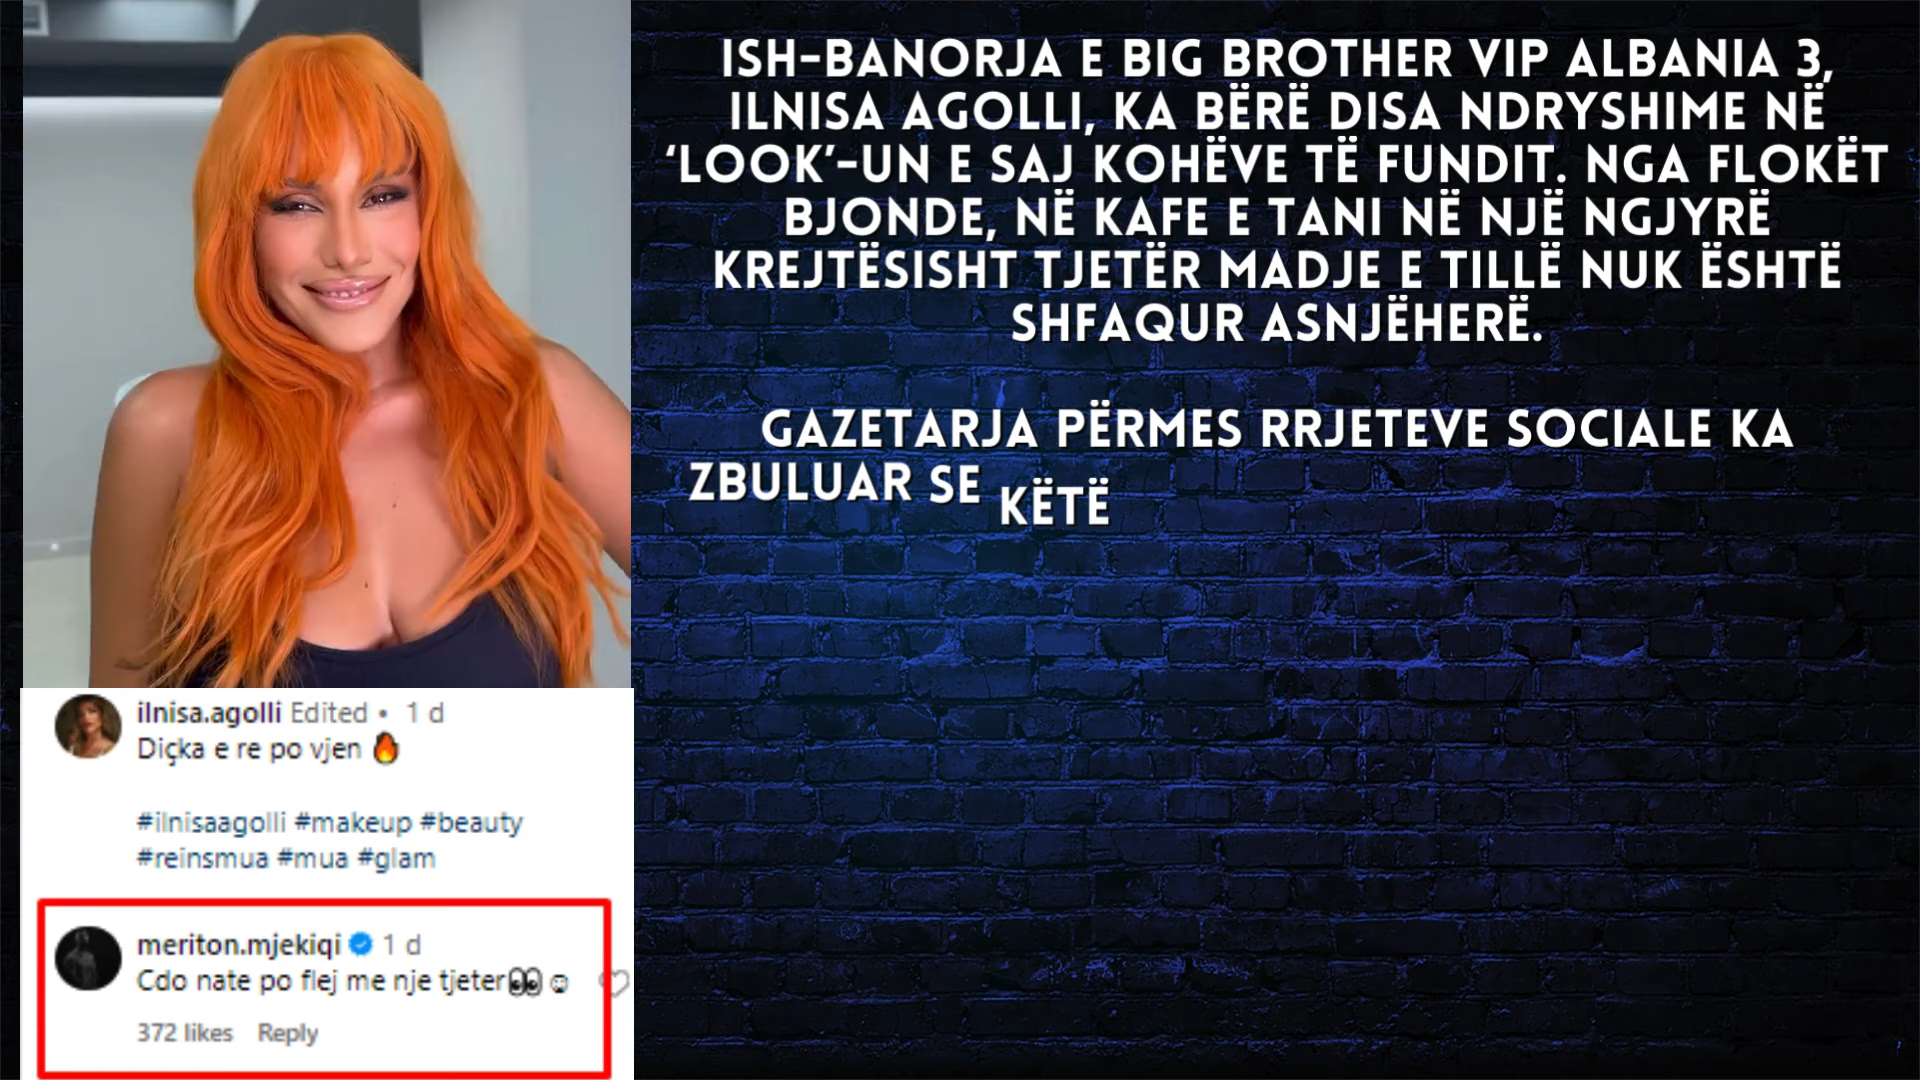 ISH-BANORJA E BIG BROTHER VIP ALBANIA 3,
ILNISA AGOLLI, KA BËRË DISA NDRYSHIME NË
‘LOOK’-UN E SAJ KOHËVE TË FUNDIT. NGA FLOKËT
BJONDE, NË KAFE E TANI NË NJË NGJYRË
KREJTËSISHT TJETËR MADJE E TILLË NUK ËSHTË
SHFAQUR ASNJËHERË.
GAZETARJA PËRMES RRJETEVE SOCIALE KA
ZBULUAR SE KËTË
ilnisa.agolli Edited • 1 d
Diçka e re po vjen 🔥
#ilnisaagolli #makeup #beauty
#reinsmua #mua #glam
meriton.mjekiqi 1 d
Cdo nate po flej me nje tjeter👀
372 likes Reply